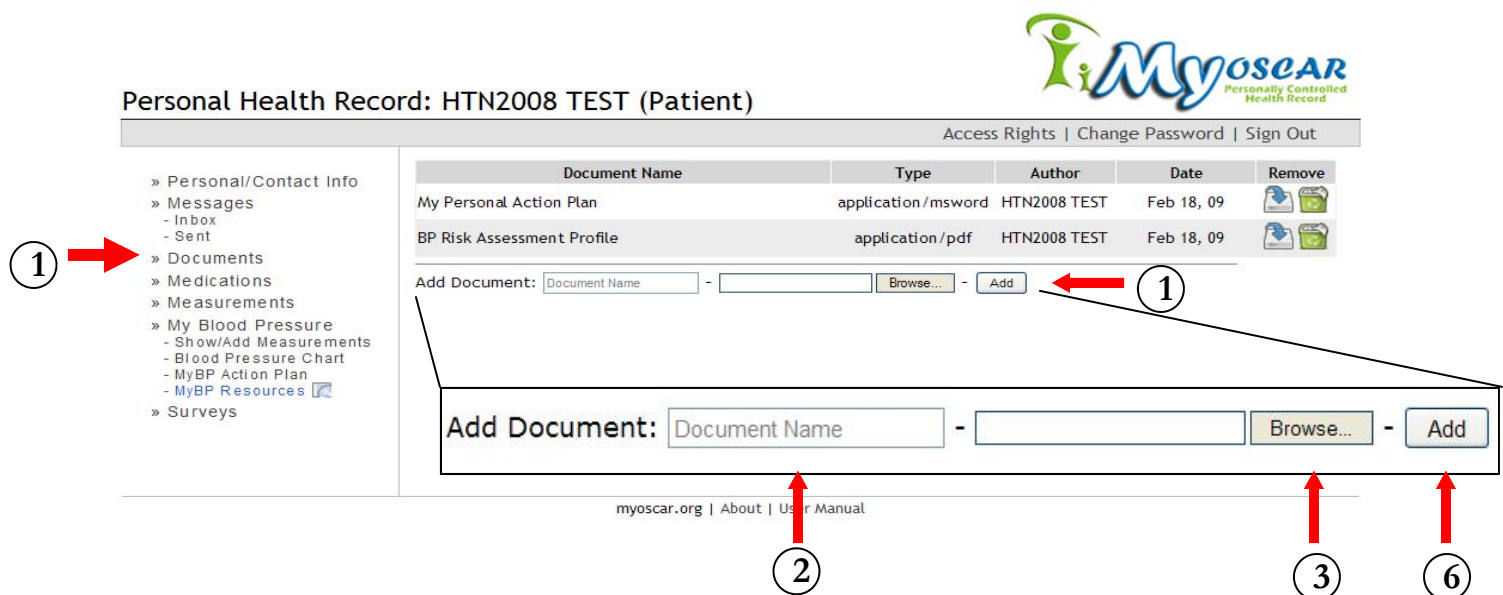 MyOSCAR
Personally Controlled
Health Record
Personal Health Record: HTN2008 TEST (Patient)
Access Rights | Change Password | Sign Out
» Personal/Contact Info
» Messages
- Inbox
- Sent
» Documents
» Medications
» Measurements
» My Blood Pressure
- Show/Add Measurements
- Blood Pressure Chart
- MyBP Action Plan
- MyBP Resources
» Surveys
1
Document Name Type Author Date Remove
My Personal Action Plan application/msword HTN2008 TEST Feb 18, 09
BP Risk Assessment Profile application/pdf HTN2008 TEST Feb 18, 09
Add Document: Document Name - Browse... - Add
1
Add Document: Document Name - Browse... - Add
myoscar.org | About | User Manual
2
3
6